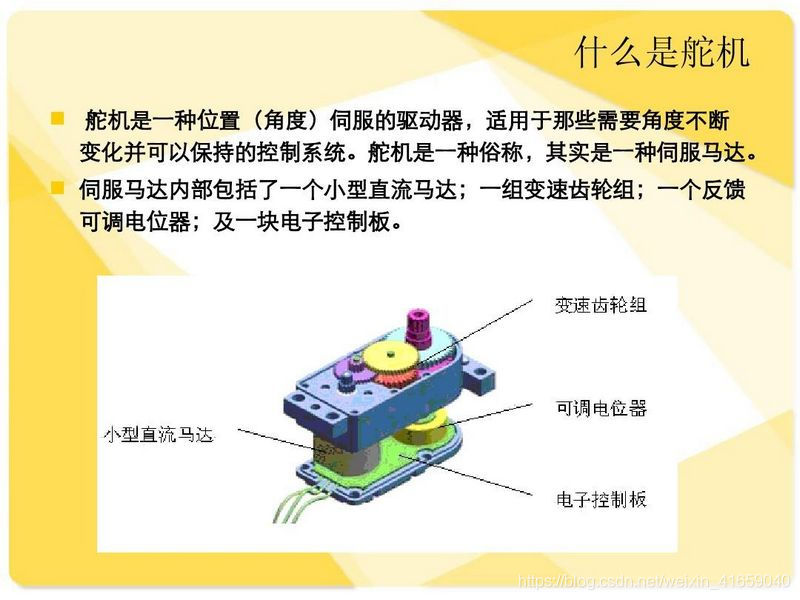 什么是舵机
舵机是一种位置（角度）伺服的驱动器，适用于那些需要角度不断
变化并可以保持的控制系统。舵机是一种俗称，其实是一种伺服马达。
伺服马达内部包括了一个小型直流马达；一组变速齿轮组；一个反馈
可调电位器；及一块电子控制板。
变速齿轮组
可调电位器
小型直流马达
电子控制板
https://blog.csdn.net/weixin_41659040